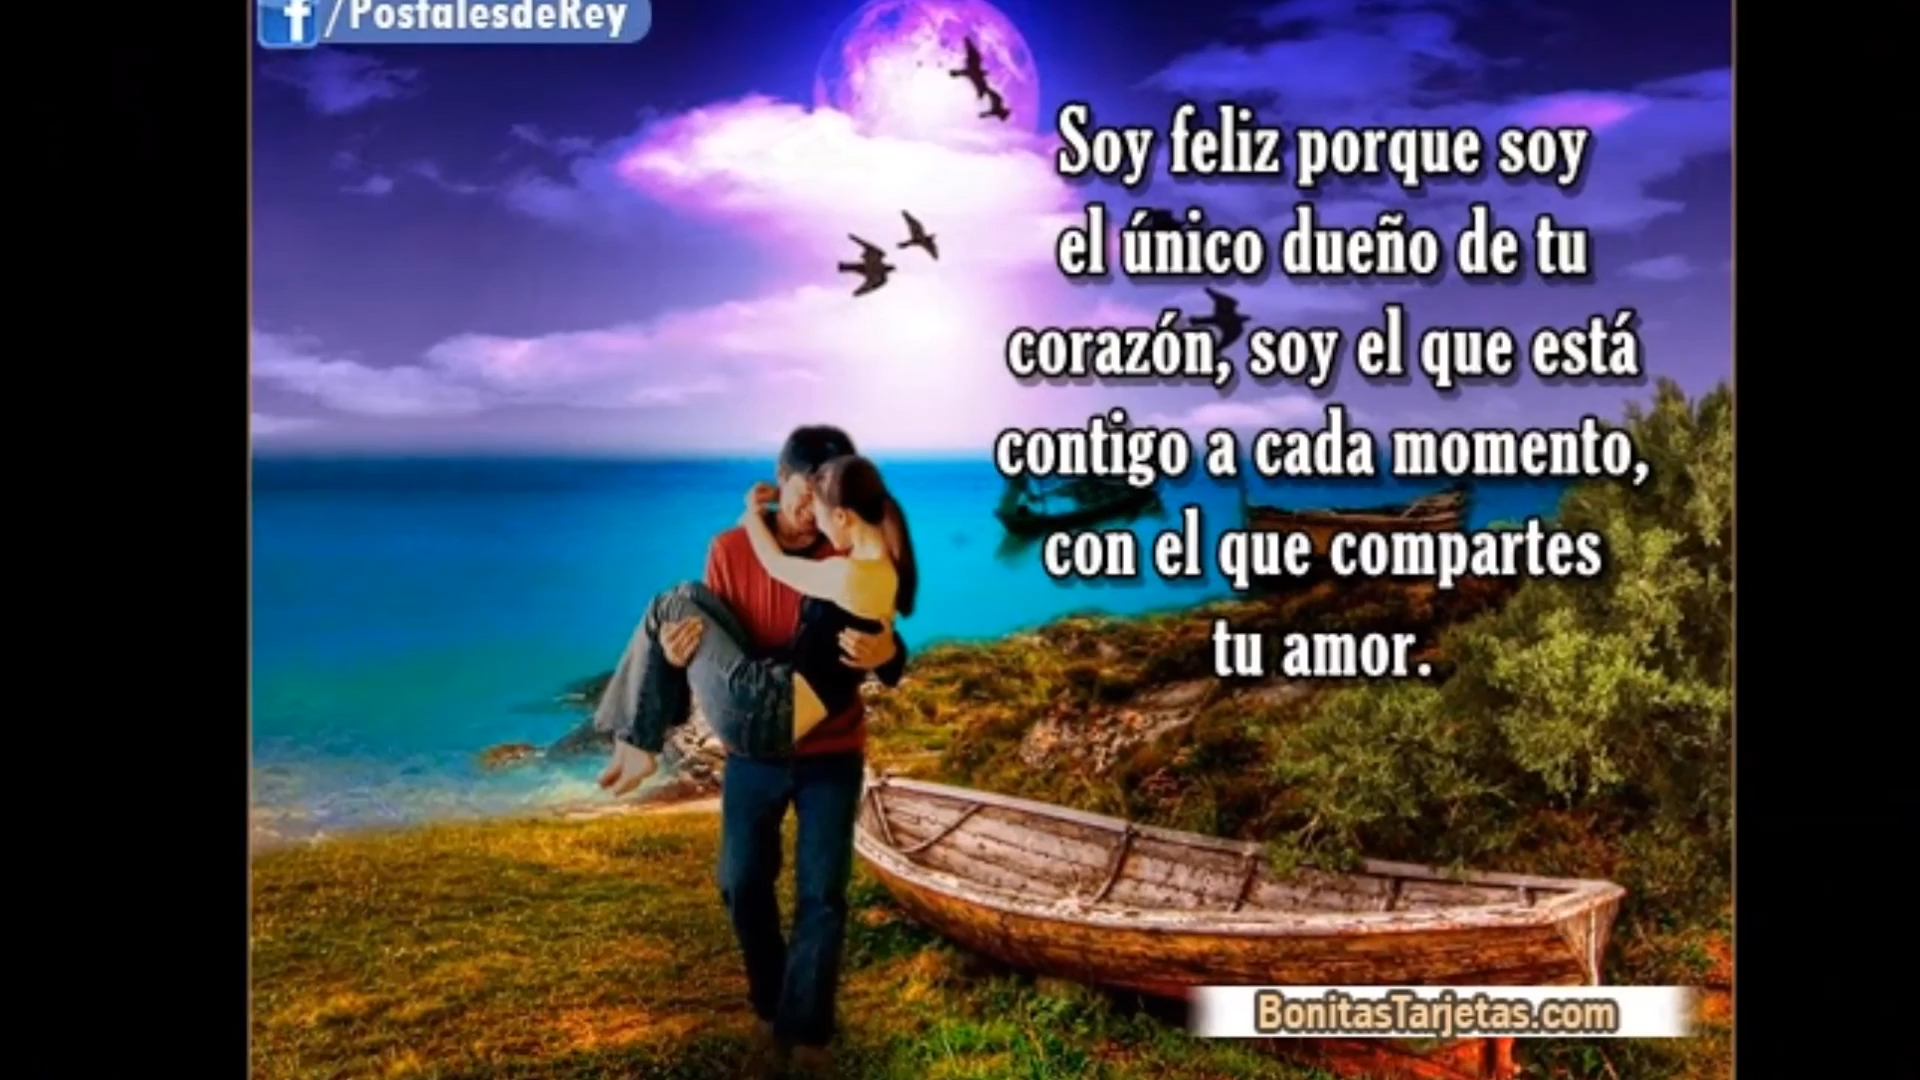 /PostalesdeRey
Soy feliz porque soy
el único dueño de tu
corazón, soy el que está
contigo a cada momento,
con el que compartes
tu amor.
BonitasTarjetas.com